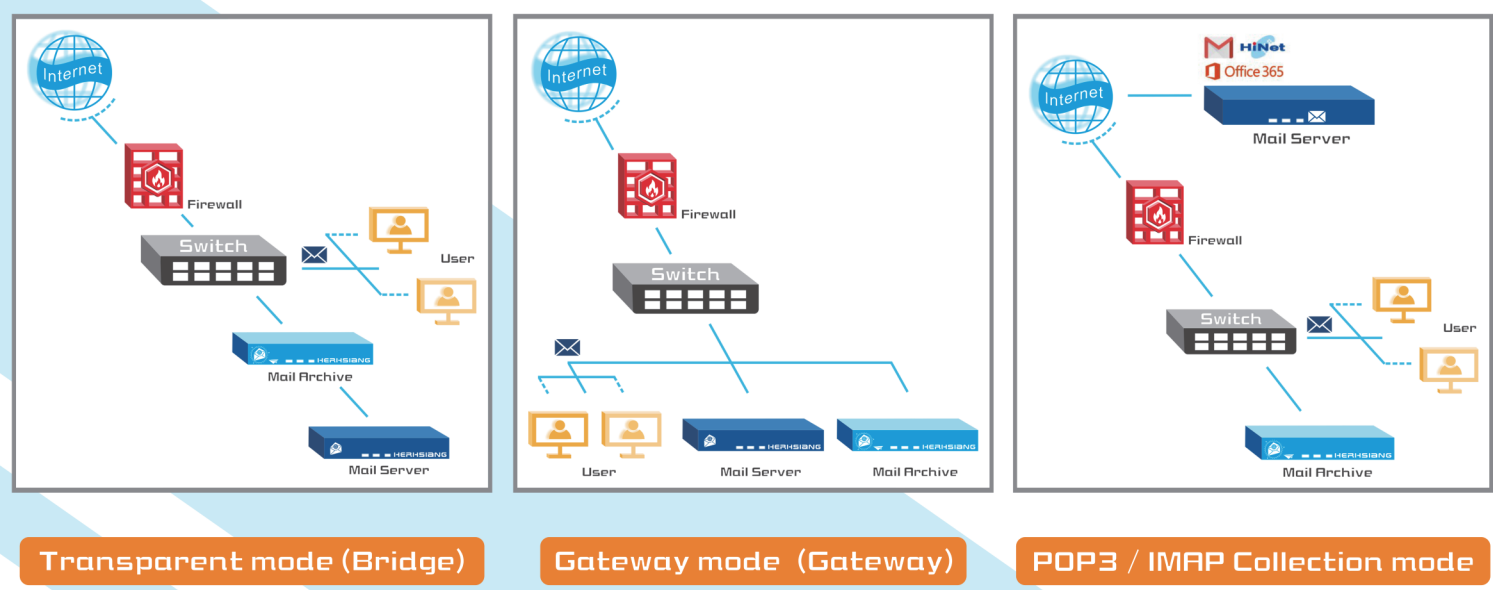 Internet
Firewall
Switch
User
HERHSIANG
Mail Archive
HERHSIANG
Mail Server
Transparent mode (Bridge)
Internet
Firewall
Switch
User
HERHSIANG
Mail Server
HERHSIANG
Mail Archive
Gateway mode (Gateway)
HiNet
Office 365
Internet
Mail Server
Firewall
Switch
User
HERHSIANG
Mail Archive
POP3 / IMAP Collection mode